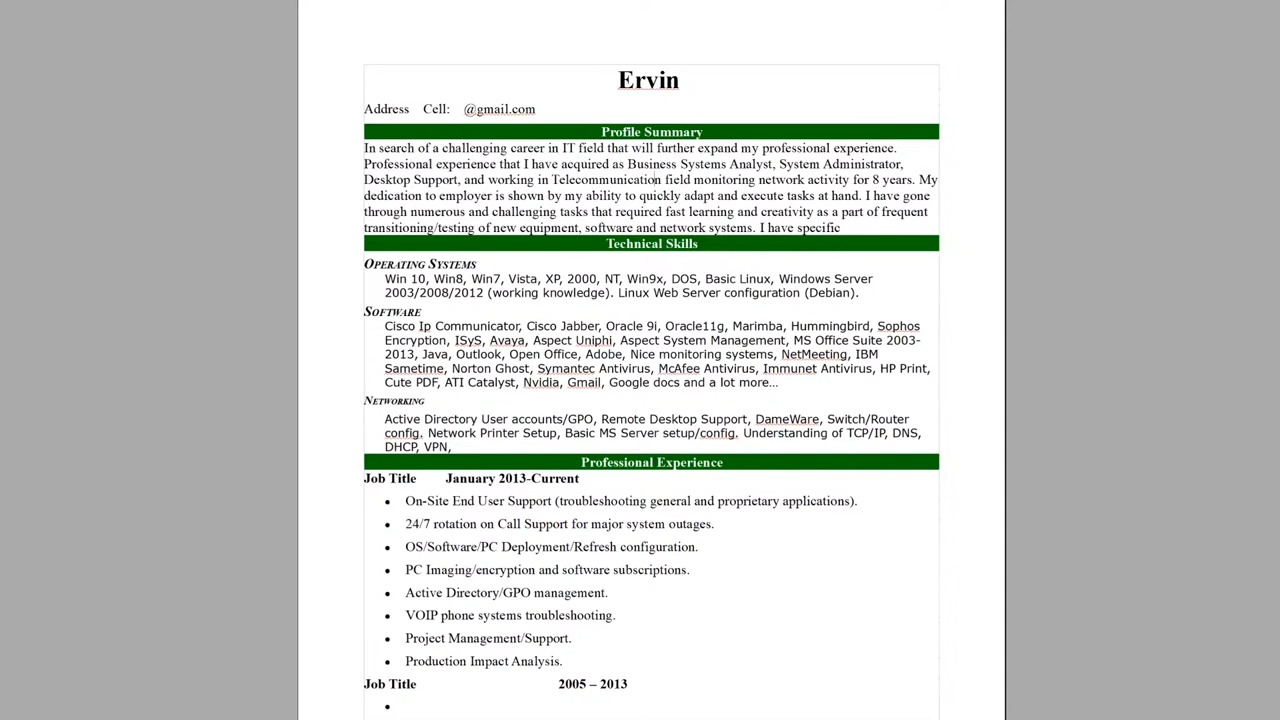 Ervin
Address Cell: @gmail.com
Profile Summary
In search of a challenging career in IT field that will further expand my professional experience.
Professional experience that I have acquired as Business Systems Analyst, System Administrator,
Desktop Support, and working in Telecommunication field monitoring network activity for 8 years. My
dedication to employer is shown by my ability to quickly adapt and execute tasks at hand. I have gone
through numerous and challenging tasks that required fast learning and creativity as a part of frequent
transitioning/testing of new equipment, software and network systems. I have specific
Technical Skills
OPERATING SYSTEMS
Win 10, Win8, Win7, Vista, XP, 2000, NT, Win9x, DOS, Basic Linux, Windows Server
2003/2008/2012 (working knowledge). Linux Web Server configuration (Debian).
SOFTWARE
Cisco Ip Communicator, Cisco Jabber, Oracle 9i, Oracle11g, Marimba, Hummingbird, Sophos
Encryption, ISyS, Avaya, Aspect Uniphi, Aspect System Management, MS Office Suite 2003-
2013, Java, Outlook, Open Office, Adobe, Nice monitoring systems, NetMeeting, IBM
Sametime, Norton Ghost, Symantec Antivirus, McAfee Antivirus, Immunet Antivirus, HP Print,
Cute PDF, ATI Catalyst, Nvidia, Gmail, Google docs and a lot more…
NETWORKING
Active Directory User accounts/GPO, Remote Desktop Support, DameWare, Switch/Router
config. Network Printer Setup, Basic MS Server setup/config. Understanding of TCP/IP, DNS,
DHCP, VPN,
Professional Experience
Job Title January 2013-Current
• On-Site End User Support (troubleshooting general and proprietary applications).
• 24/7 rotation on Call Support for major system outages.
• OS/Software/PC Deployment/Refresh configuration.
• PC Imaging/encryption and software subscriptions.
• Active Directory/GPO management.
• VOIP phone systems troubleshooting.
• Project Management/Support.
• Production Impact Analysis.
Job Title 2005 – 2013
•